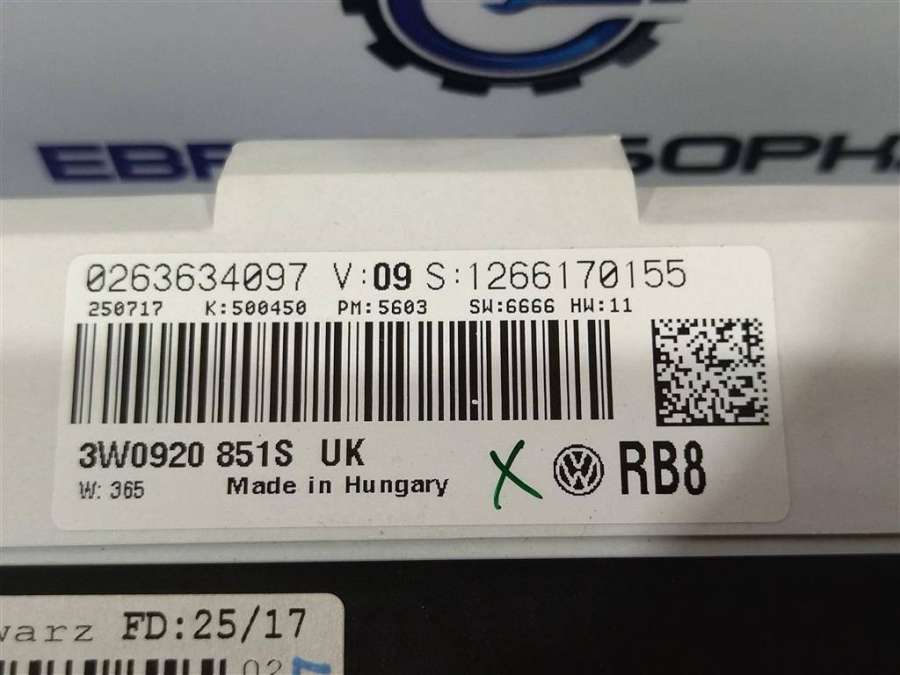 0263634097 V:09 S:1266170155
250717 K:500450 PM:5603 SW:6666 HW:11
3W0920 851S UK
RB8
W: 365 Made in Hungary
FD:25/17